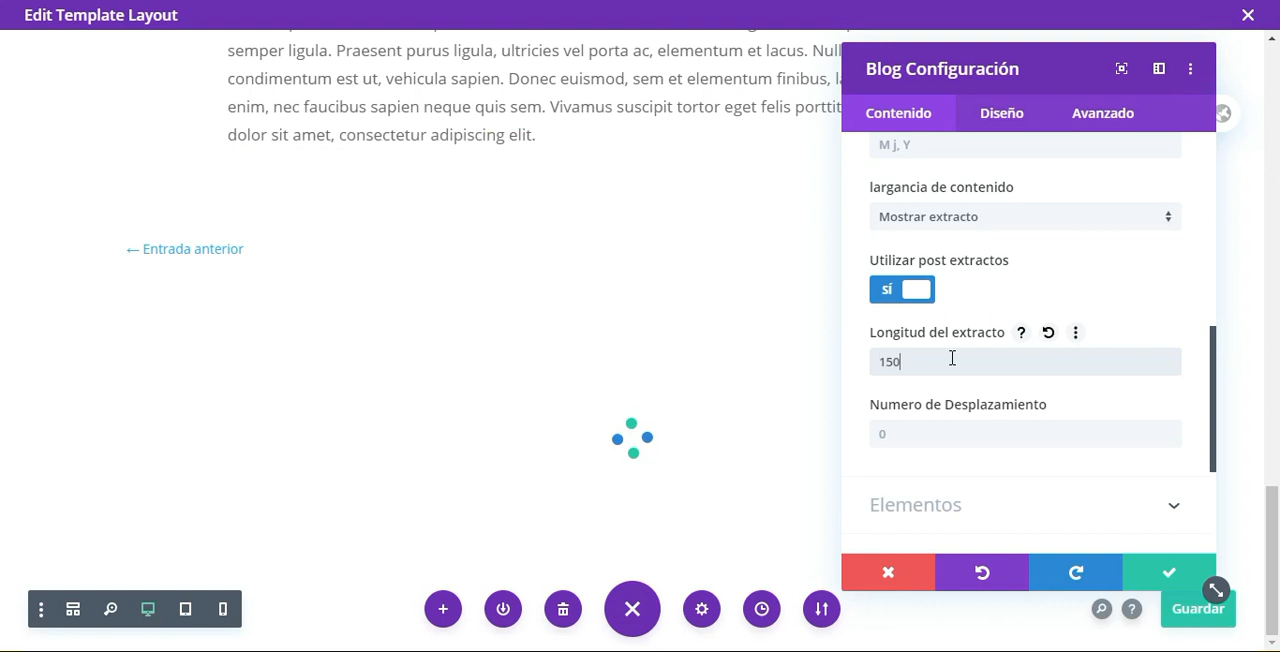 Edit Template Layout
semper ligula. Praesent purus ligula, ultricies vel porta ac, elementum et lacus. Null
condimentum est ut, vehicula sapien. Donec euismod, sem et elementum finibus, la
enim, nec faucibus sapien neque quis sem. Vivamus suscipit tortor eget felis porttit
dolor sit amet, consectetur adipiscing elit.
← Entrada anterior
Blog Configuración
Contenido Diseño Avanzado
M j, Y
largancia de contenido
Mostrar extracto
Utilizar post extractos
SÍ
Longitud del extracto ?
150
Numero de Desplazamiento
0
Elementos
? Guardar